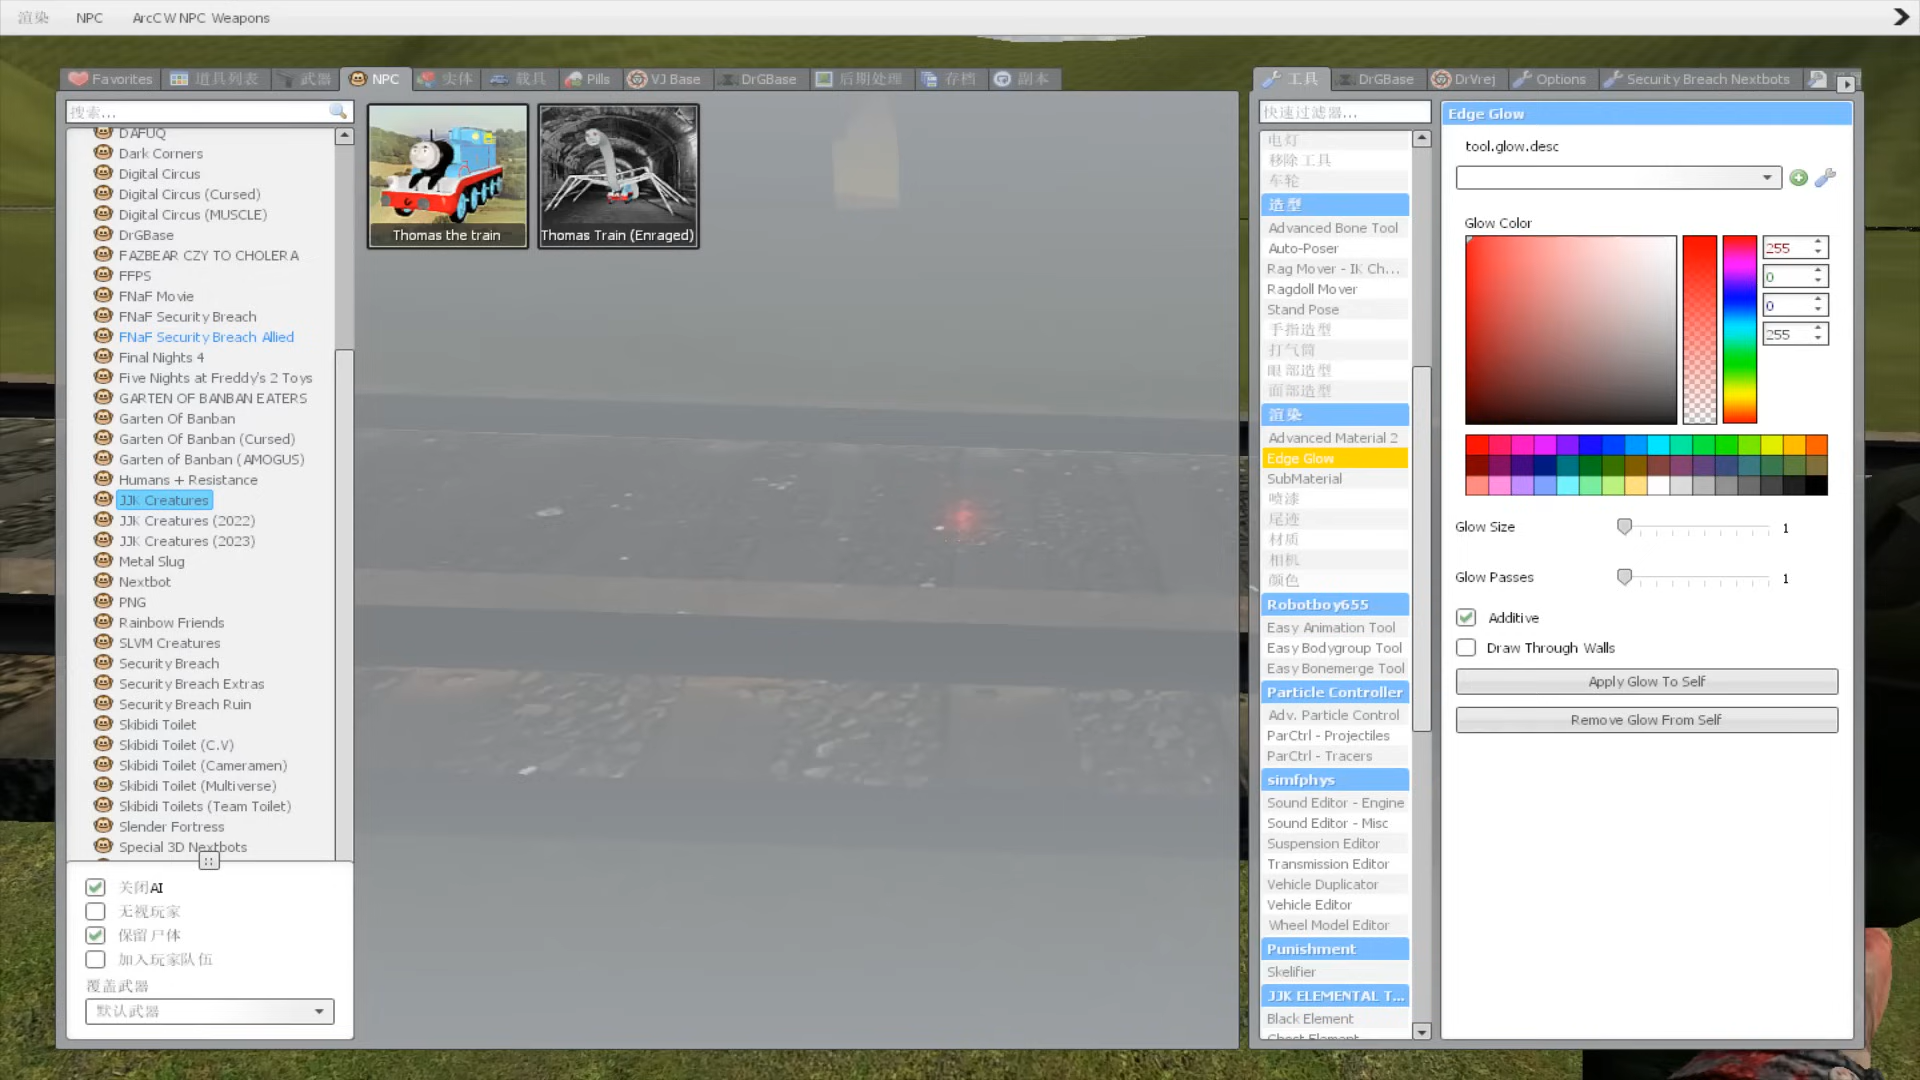 渲染 NPC ArcCW NPC Weapons
Favorites 道具列表 武器 NPC 实体 载具 Pills VJ Base DrGBase 后期处理 存档 副本
搜索...
DAFUQ
Dark Corners
Digital Circus
Digital Circus (Cursed)
Digital Circus (MUSCLE)
DrGBase
FAZBEAR CZY TO CHOLERA
FFPS
FNaF Movie
FNaF Security Breach
FNaF Security Breach Allied
Final Nights 4
Five Nights at Freddy's 2 Toys
GARTEN OF BANBAN EATERS
Garten Of Banban
Garten Of Banban (Cursed)
Garten of Banban (AMOGUS)
Humans + Resistance
JJK Creatures
JJK Creatures (2022)
JJK Creatures (2023)
Metal Slug
Nextbot
PNG
Rainbow Friends
SLVM Creatures
Security Breach
Security Breach Extras
Security Breach Ruin
Skibidi Toilet
Skibidi Toilet (C.V)
Skibidi Toilet (Cameramen)
Skibidi Toilet (Multiverse)
Skibidi Toilets (Team Toilet)
Slender Fortress
Special 3D Nextbots
关闭AI
无视玩家
保留尸体
加入玩家队伍
覆盖武器
默认武器
Thomas the train
Thomas Train (Enraged)
工具 DrGBase DrVrej Options Security Breach Nextbots
快速过滤器...
电灯
移除工具
车轮
造型
Advanced Bone Tool
Auto-Poser
Rag Mover - IK Ch...
Ragdoll Mover
Stand Pose
手指造型
打气筒
眼部造型
面部造型
渲染
Advanced Material 2
Edge Glow
SubMaterial
喷漆
尾迹
材质
相机
颜色
Robotboy655
Easy Animation Tool
Easy Bodygroup Tool
Easy Bonemerge Tool
Particle Controller
Adv. Particle Control
ParCtrl - Projectiles
ParCtrl - Tracers
simfphys
Sound Editor - Engine
Sound Editor - Misc
Suspension Editor
Transmission Editor
Vehicle Duplicator
Vehicle Editor
Wheel Model Editor
Punishment
Skelifier
JJK ELEMENTAL T...
Black Element
Ghost Element
Edge Glow
tool.glow.desc
Glow Color
255
0
0
255
Glow Size 1
Glow Passes 1
Additive
Draw Through Walls
Apply Glow To Self
Remove Glow From Self